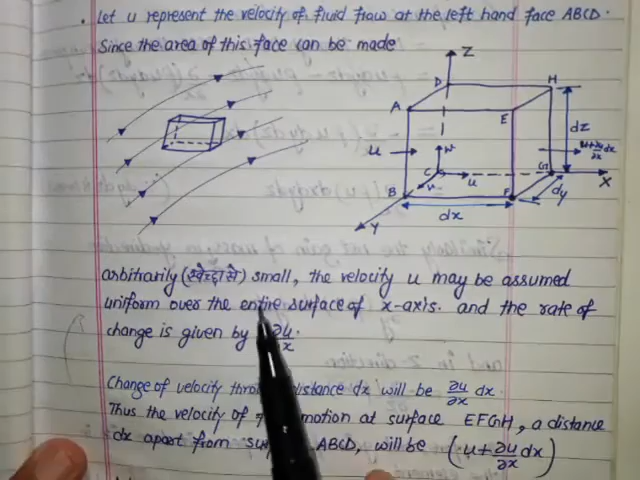 . Let u represent the velocity of fluid flow at the left hand face ABCD.
Since the area of this face can be made
Z
D
H
A
E
dz
u
w
C
G
u+∂u/∂x dx
u
X
v
B
F
dy
dx
Y
arbitrarily () small, the velocity u may be assumed
uniform over the entire surface of x-axis. and the rate of
change is given by ∂u/x.
Change of velocity distance dx will be ∂u/∂x dx.
Thus the velocity of motion at surface EFGH, a distance
dx apart from ABCD, will be (u+∂u/∂x dx)